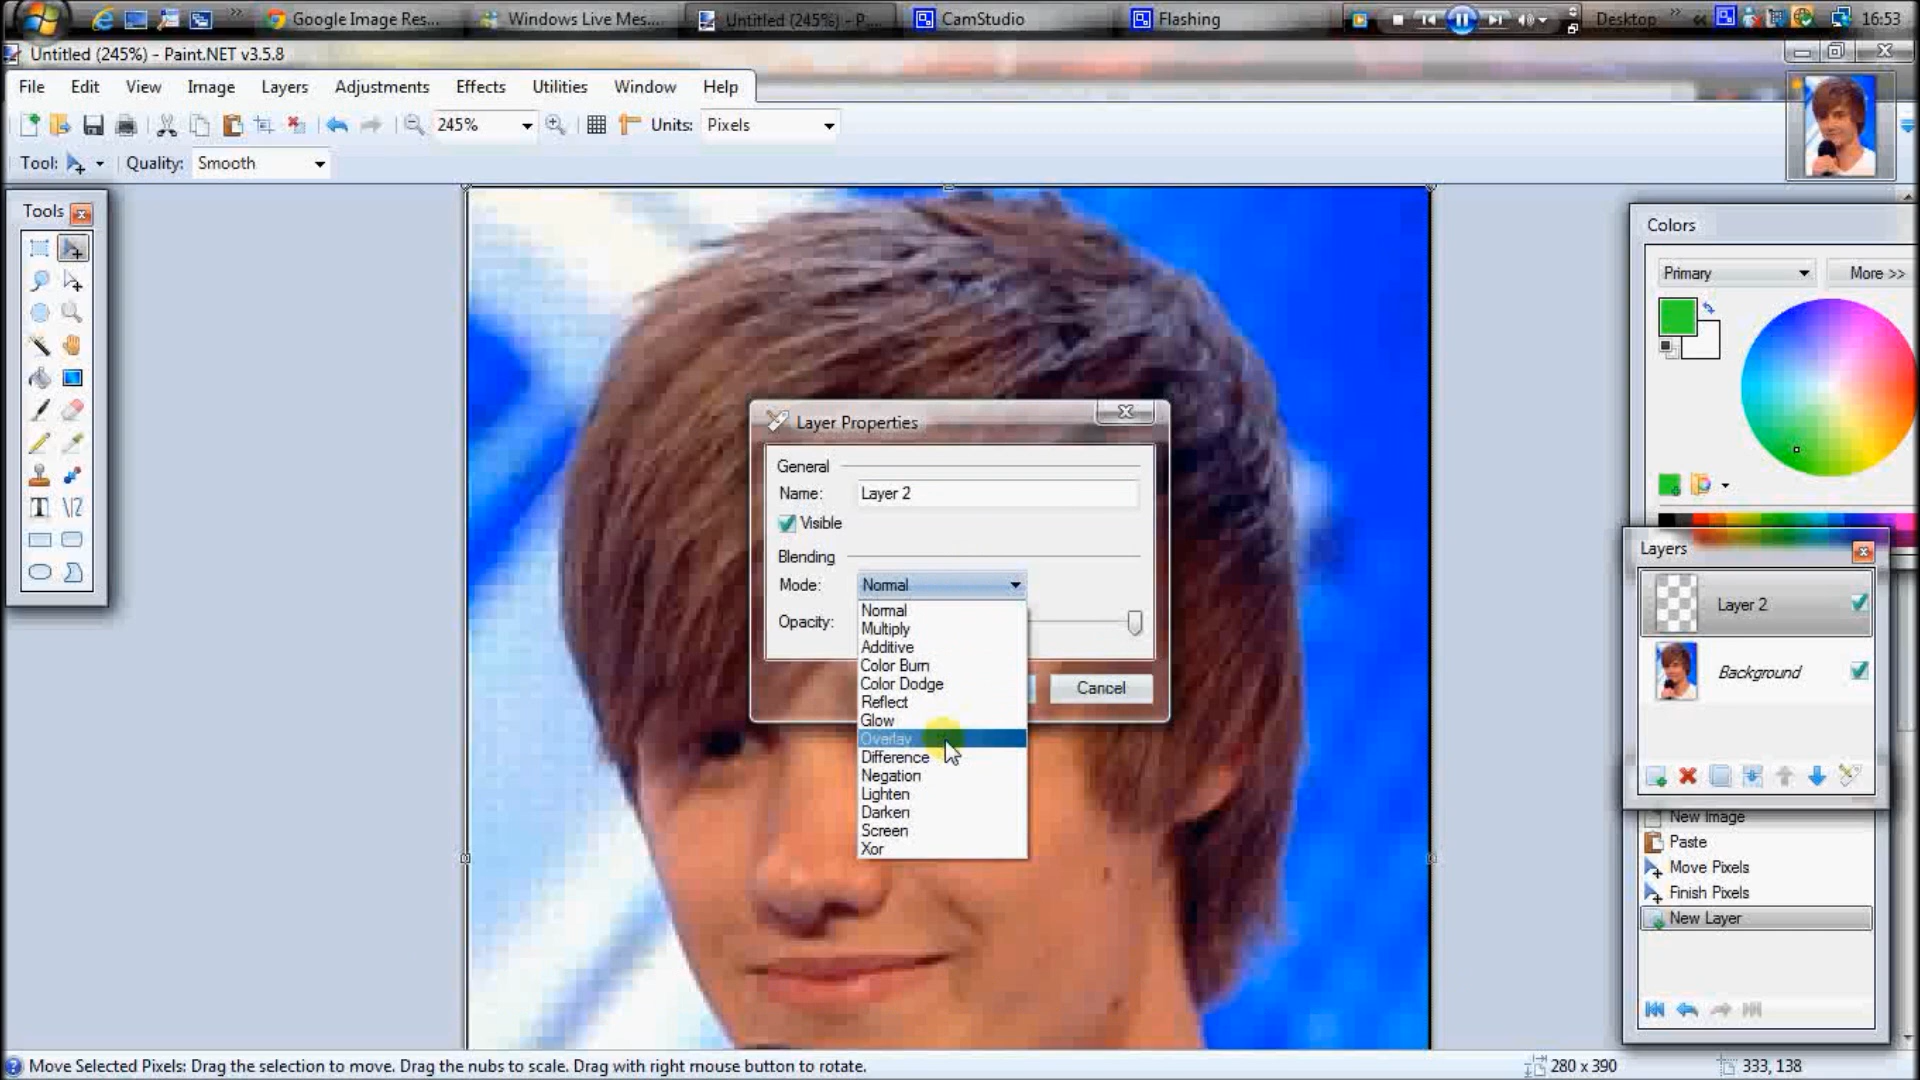 Google Image Res...
Windows Live Mes...
Untitled (245%) - P...
CamStudio
Flashing
Desktop
16:53
Untitled (245%) - Paint.NET v3.5.8
File Edit View Image Layers Adjustments Effects Utilities Window Help
245%
Units: Pixels
Tool: Quality: Smooth
Tools
Colors
Primary
More >>
Layer Properties
General
Name: Layer 2
Visible
Blending
Mode: Normal
Opacity:
Normal
Multiply
Additive
Color Burn
Color Dodge
Reflect
Glow
Overlay
Difference
Negation
Lighten
Darken
Screen
Xor
Cancel
Layers
Layer 2
Background
New Image
Paste
Move Pixels
Finish Pixels
New Layer
Move Selected Pixels: Drag the selection to move. Drag the nubs to scale. Drag with right mouse button to rotate.
280 x 390
333, 138